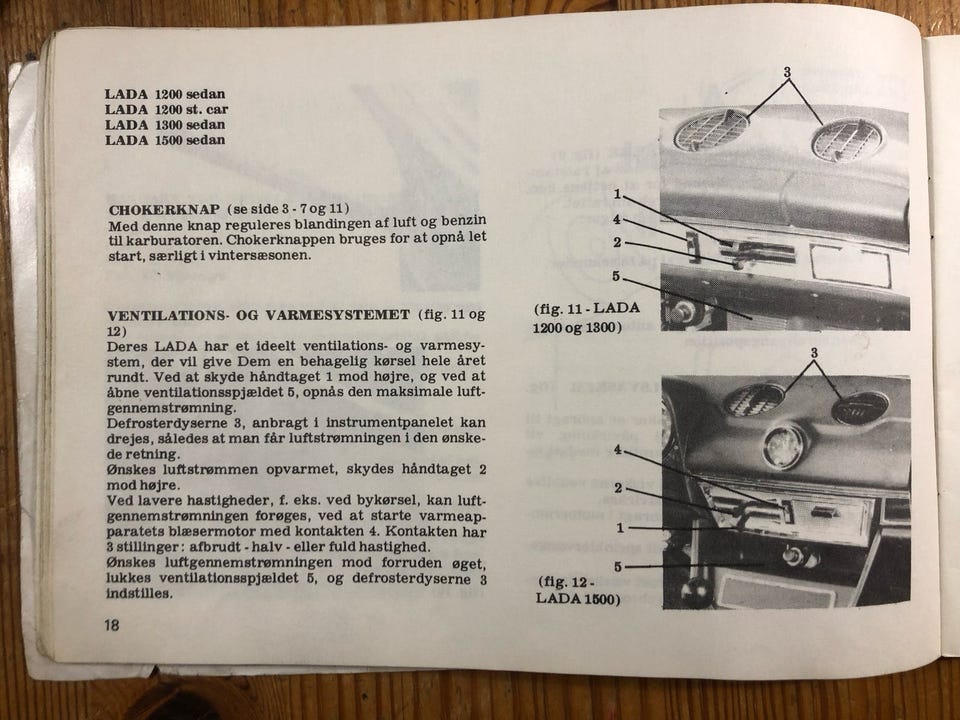 LADA 1200 sedan
LADA 1200 st. car
LADA 1300 sedan
LADA 1500 sedan
CHOKERKNAP (se side 3 - 7 og 11)
Med denne knap reguleres blandingen af luft og benzin
til karburatoren. Chokerknappen bruges for at opnå let
start, særligt i vintersæsonen.
VENTILATIONS- OG VARMESYSTEMET (fig. 11 og
12)
Deres LADA har et ideelt ventilations- og varmesy-
stem, der vil give Dem en behagelig kørsel hele året
rundt. Ved at skyde håndtaget 1 mod højre, og ved at
åbne ventilationsspjældet 5, opnås den maksimale luft-
gennemstrømning.
Defrosterdyserne 3, anbragt i instrumentpanelet kan
drejes, således at man får luftstrømningen i den ønske-
de retning.
Ønskes luftstrømmen opvarmet, skydes håndtaget 2
mod højre.
Ved lavere hastigheder, f. eks. ved bykørsel, kan luft-
gennemstrømningen forøges, ved at starte varmeap-
paratets blæsermotor med kontakten 4. Kontakten har
3 stillinger: afbrudt - halv - eller fuld hastighed.
Ønskes luftgennemstrømningen mod forruden øget,
lukkes ventilationsspjældet 5, og defrosterdyserne 3
indstilles.
18
3
1
4
2
5
(fig. 11 - LADA
1200 og 1300)
3
4
2
1
5
(fig. 12 -
LADA 1500)